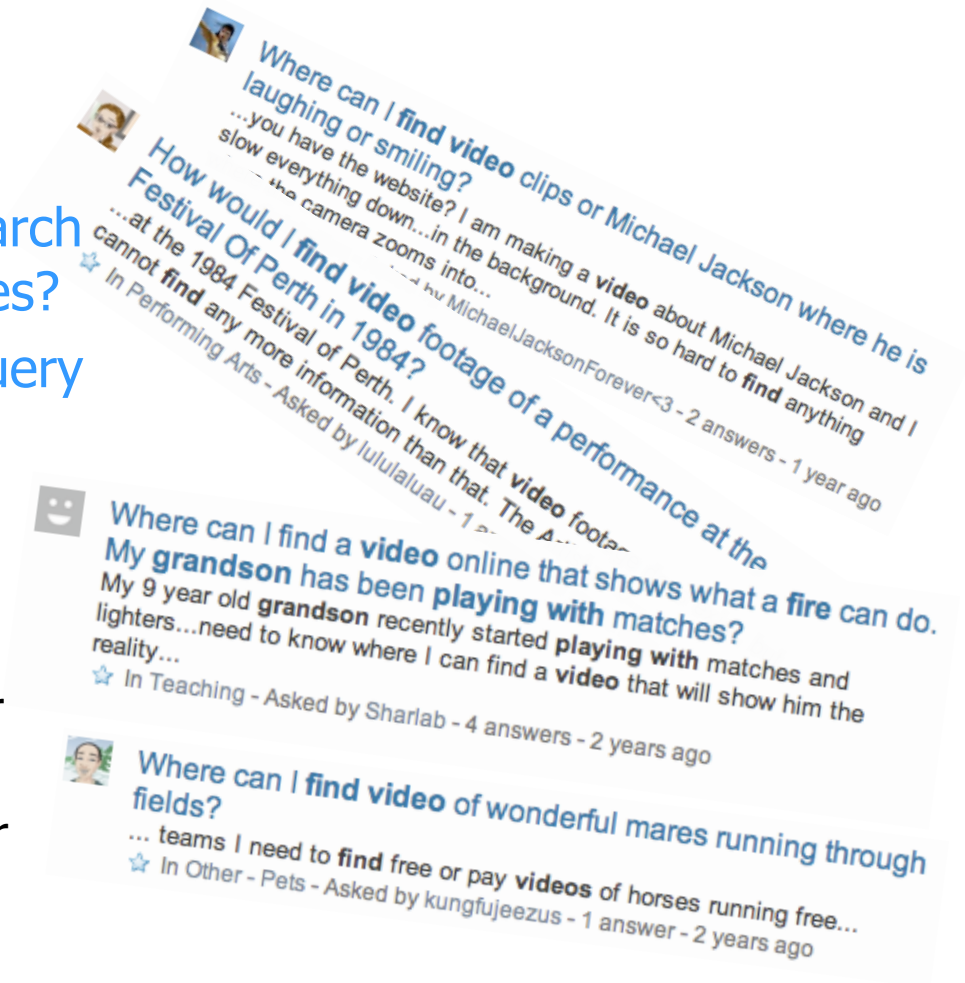 arch
es?
uery
r
Where can I find video clips or Michael Jackson where he is
laughing or smiling?
...you have the website? I am making a video about Michael Jackson and I
slow everything down...in the background. It is so hard to find anything
the camera zooms into...
by MichaelJacksonForever<3 - 2 answers - 1 year ago
How would I find video footage of a performance at the
Festival Of Perth in 1984?
...at the 1984 Festival of Perth. I know that video
cannot find any more information than that. The
In Performing Arts - Asked by lululaluau - 1
Where can I find a video online that shows what a fire can do.
My grandson has been playing with matches?
My 9 year old grandson recently started playing with matches and
lighters...need to know where I can find a video that will show him the
reality...
In Teaching - Asked by Sharlab - 4 answers - 2 years ago
Where can I find video of wonderful mares running through
fields?
... teams I need to find free or pay videos of horses running free...
In Other - Pets - Asked by kungfujeezus - 1 answer - 2 years ago